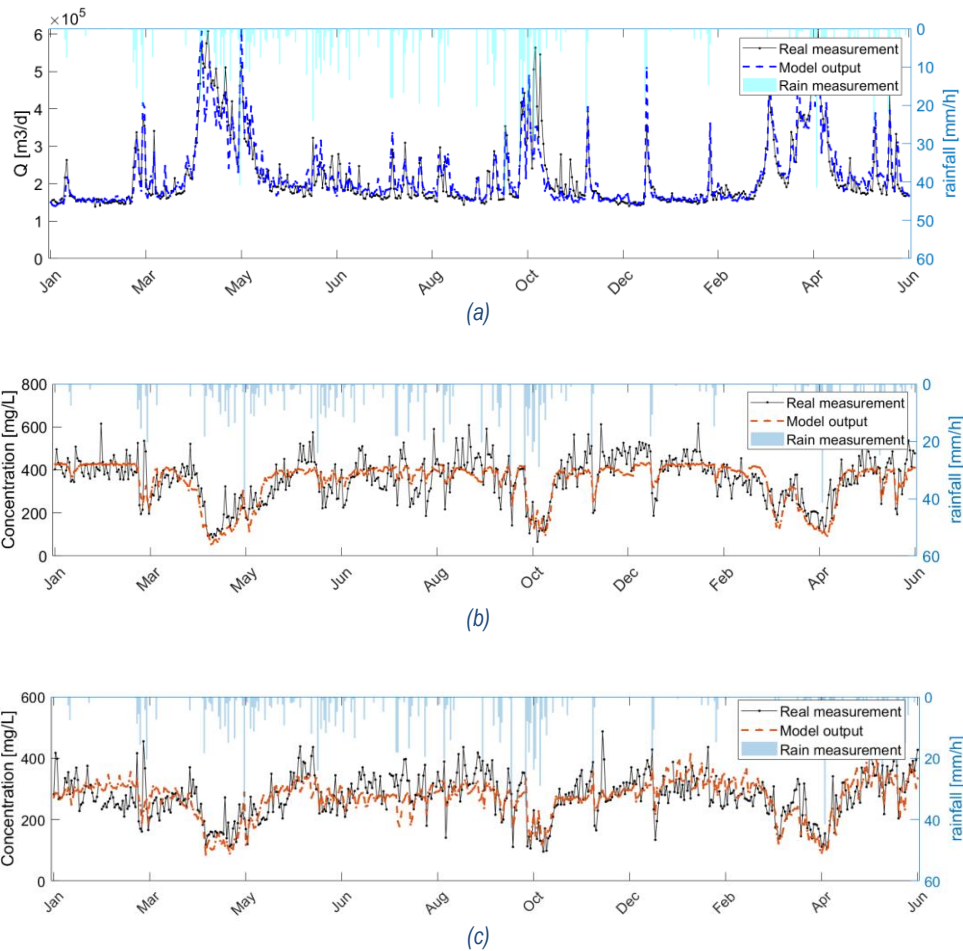 ×10⁵
Real measurement
Model output
Rain measurement
Q [m3/d]
6
5
4
3
2
1
0
0
10
20
30
40
50
60
rainfall [mm/h]
Jan Mar May Jun Aug Oct Dec Feb Apr Jun
(a)
Real measurement
Model output
Rain measurement
Concentration [mg/L]
800
600
400
200
0
0
20
40
60
rainfall [mm/h]
Jan Mar May Jun Aug Oct Dec Feb Apr Jun
(b)
Real measurement
Model output
Rain measurement
Concentration [mg/L]
600
400
200
0
0
20
40
60
rainfall [mm/h]
Jan Mar May Jun Aug Oct Dec Feb Apr Jun
(c)